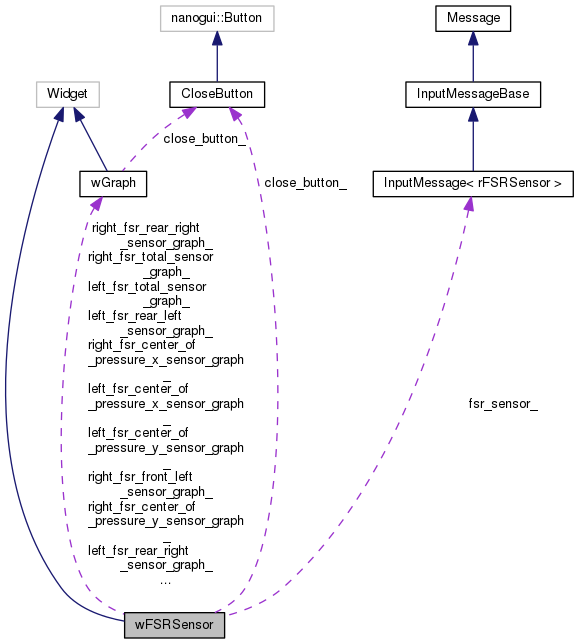 nanogui::Button
Message
Widget
CloseButton
InputMessageBase
close_button_
wGraph
close_button_
InputMessage< rFSRSensor >
right_fsr_rear_right
_sensor_graph_
right_fsr_total_sensor
_graph_
left_fsr_total_sensor
_graph_
left_fsr_rear_left
_sensor_graph_
right_fsr_center_of
_pressure_x_sensor_graph
_
left_fsr_center_of
_pressure_x_sensor_graph
_
left_fsr_center_of
_pressure_y_sensor_graph
_
right_fsr_front_left
_sensor_graph_
right_fsr_center_of
_pressure_y_sensor_graph
_
left_fsr_rear_right
_sensor_graph_
...
fsr_sensor_
wFSRSensor